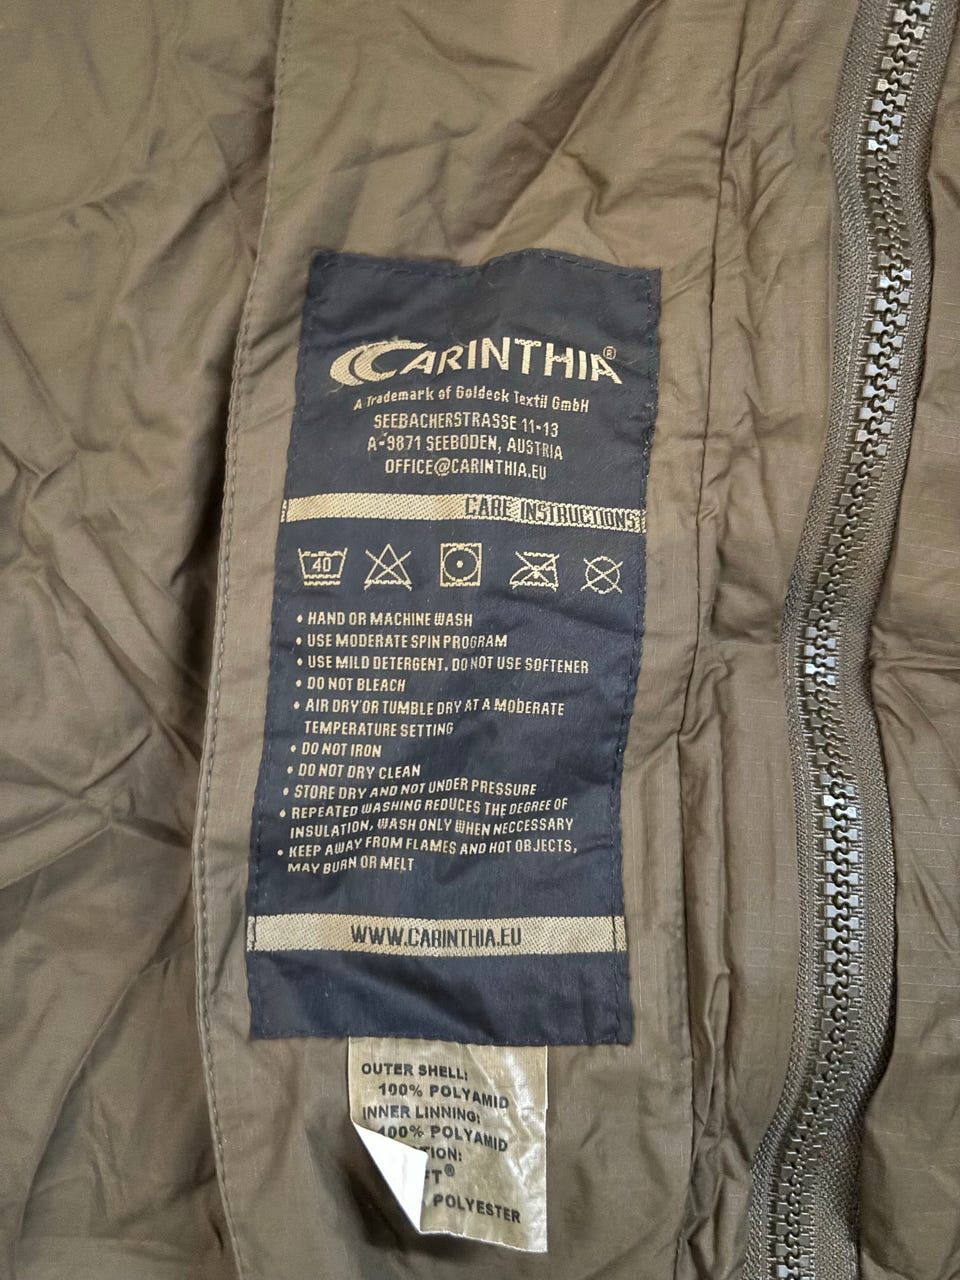 CARINTHIA®
A Trademark of Goldeck Textil GmbH
SEEBACHERSTRASSE 11-13
A-9871 SEEBODEN, AUSTRIA
OFFICE@CARINTHIA.EU
CARE INSTRUCTIONS
40
• HAND OR MACHINE WASH
• USE MODERATE SPIN PROGRAM
• USE MILD DETERGENT, DO NOT USE SOFTENER
• DO NOT BLEACH
• AIR DRY OR TUMBLE DRY AT A MODERATE
TEMPERATURE SETTING
• DO NOT IRON
• DO NOT DRY CLEAN
• STORE DRY AND NOT UNDER PRESSURE
• REPEATED WASHING REDUCES THE DEGREE OF
INSULATION, WASH ONLY WHEN NECCESSARY
• KEEP AWAY FROM FLAMES AND HOT OBJECTS,
MAY BURN OR MELT
WWW.CARINTHIA.EU
OUTER SHELL:
100% POLYAMID
INNER LINNING:
100% POLYAMID
POLYESTER